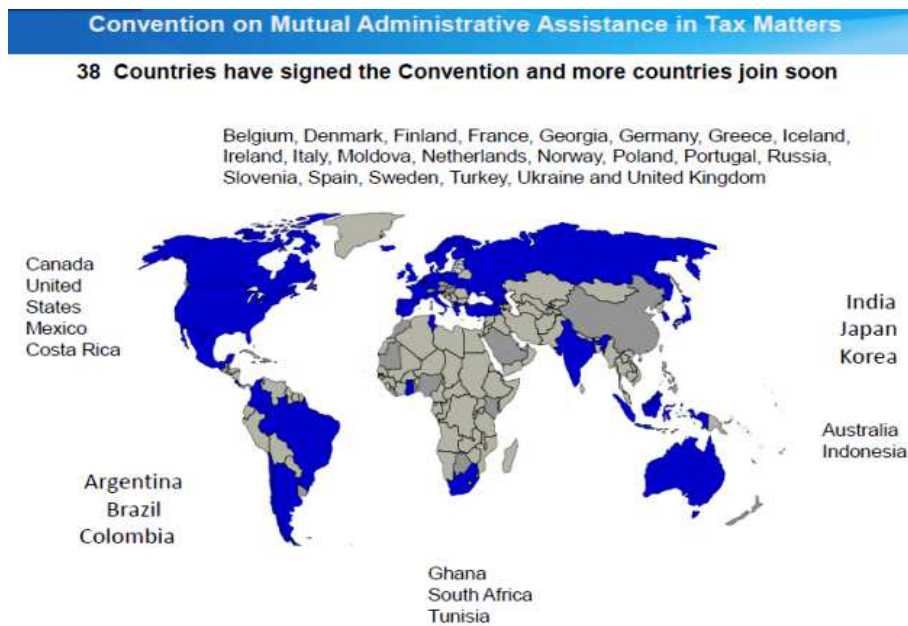 Convention on Mutual Administrative Assistance in Tax Matters
38 Countries have signed the Convention and more countries join soon
Belgium, Denmark, Finland, France, Georgia, Germany, Greece, Iceland,
Ireland, Italy, Moldova, Netherlands, Norway, Poland, Portugal, Russia,
Slovenia, Spain, Sweden, Turkey, Ukraine and United Kingdom
Canada
United
States
Mexico
Costa Rica
India
Japan
Korea
Australia
Indonesia
Argentina
Brazil
Colombia
Ghana
South Africa
Tunisia